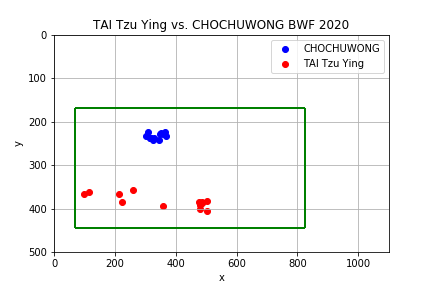 TAI Tzu Ying vs. CHOCHUWONG BWF 2020
CHOCHUWONG
TAI Tzu Ying
0
100
200
300
400
500
y
0 200 400 600 800 1000
x